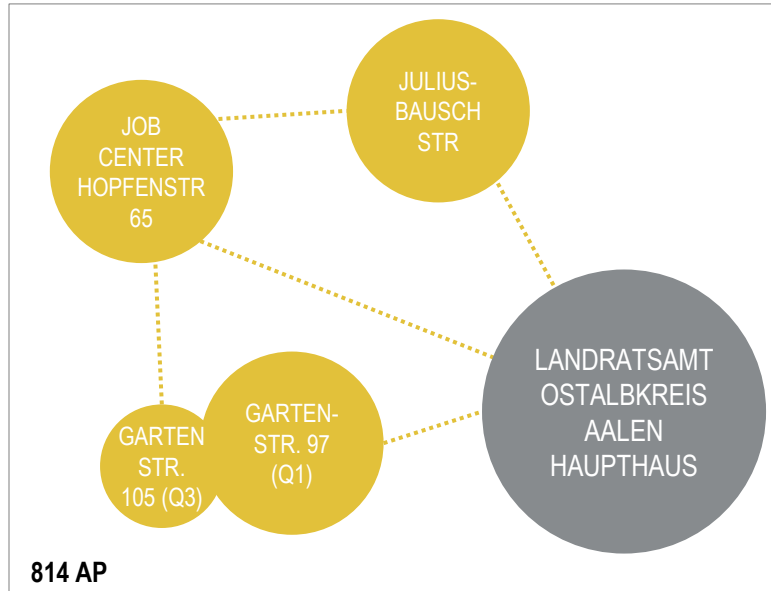 JOB
CENTER
HOPFENSTR
65
JULIUS-
BAUSCH
STR
LANDRATSAMT
OSTALBKREIS
AALEN
HAUPTHAUS
GARTEN
STR.
105 (Q3)
GARTEN-
STR. 97
(Q1)
814 AP